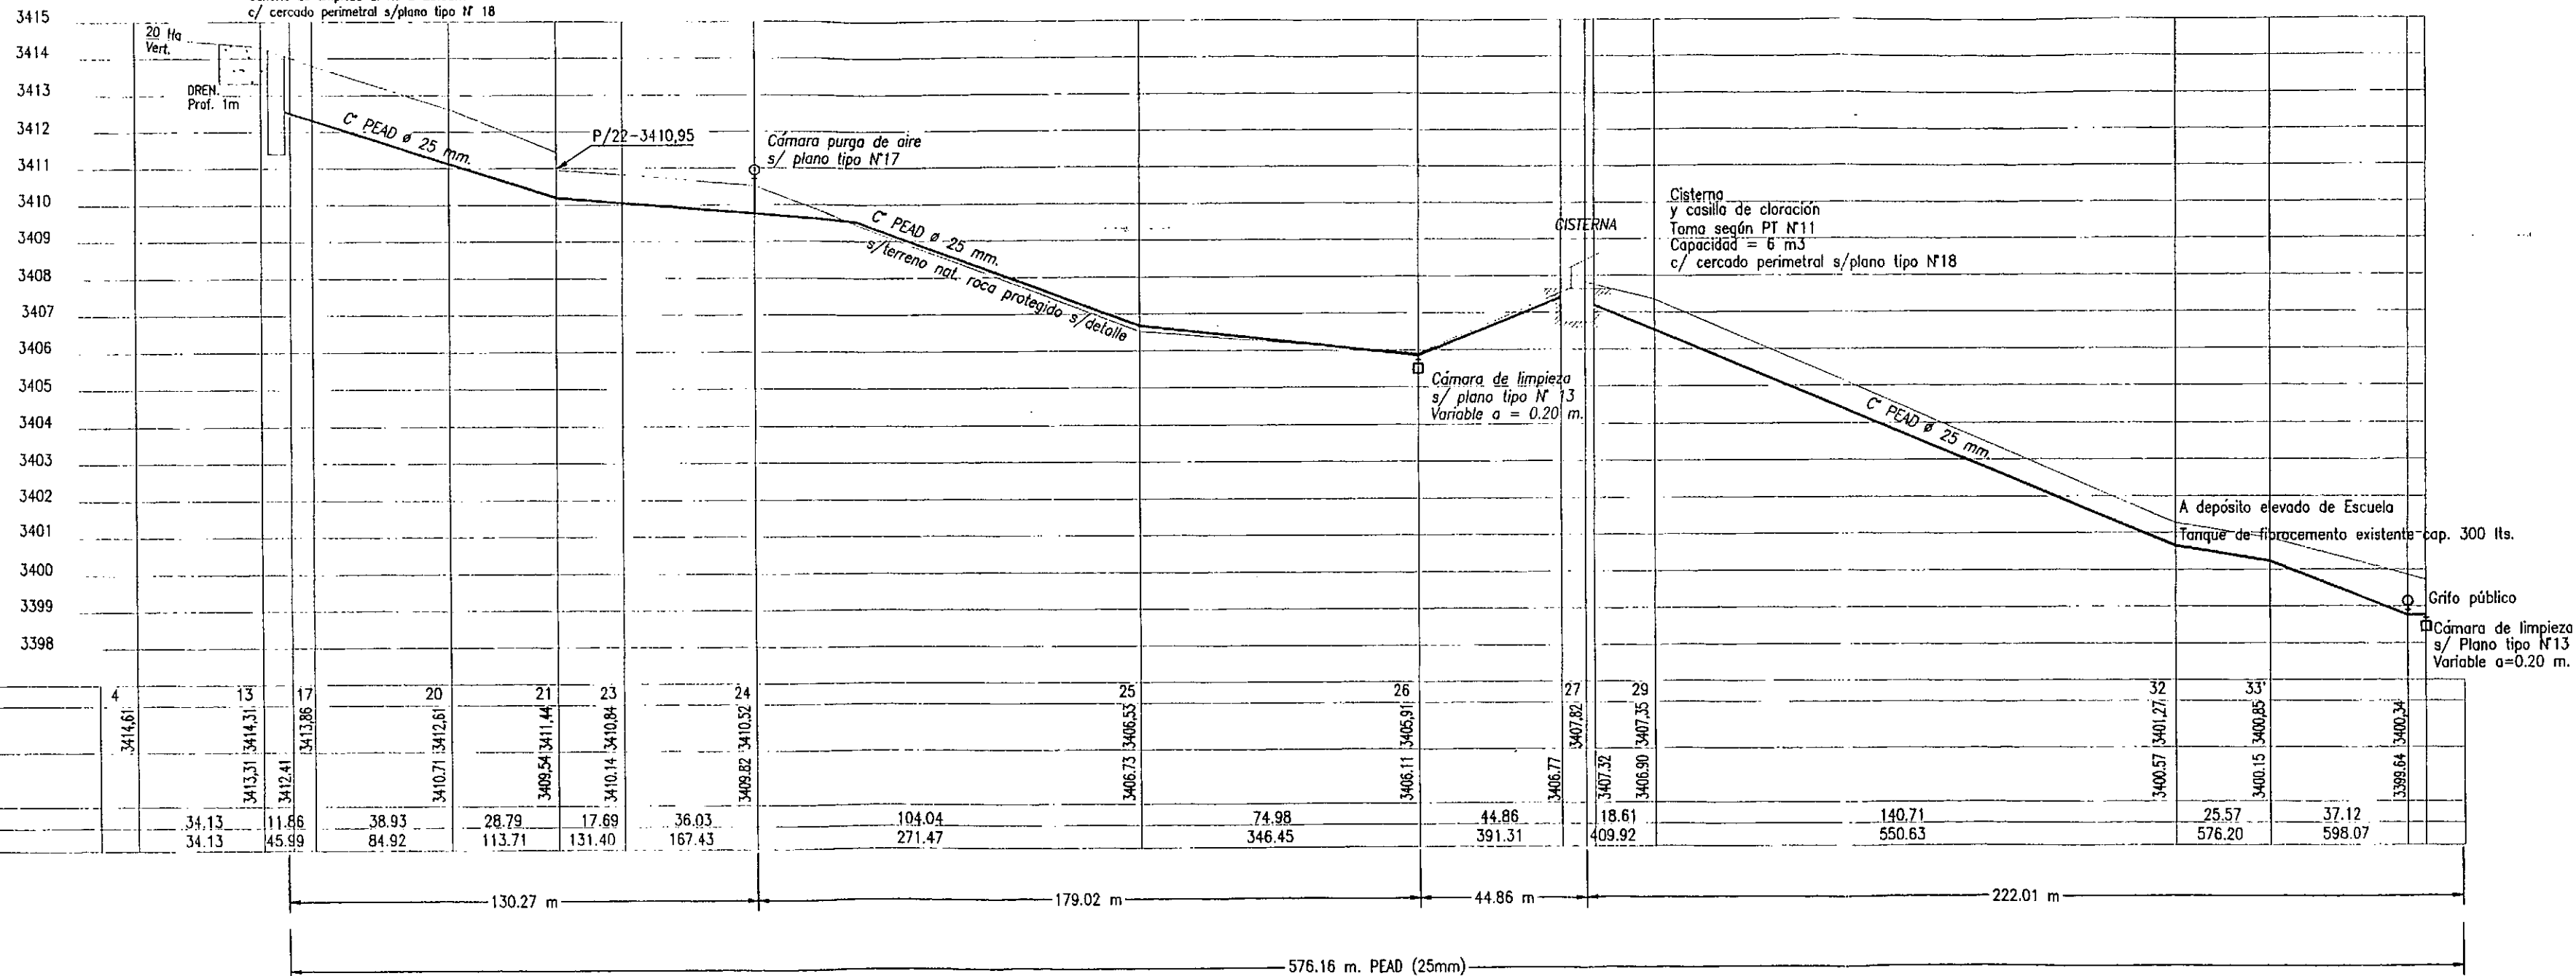 c/ cercado perimetral s/plano tipo N° 18
3415
3414
3413
3412
3411
3410
3409
3408
3407
3406
3405
3404
3403
3402
3401
3400
3399
3398
20 Ha
Vert.
DREN.
Prof. 1m
C° PEAD ø 25 mm.
P/22-3410,95
Cámara purga de aire
s/ plano tipo N°17
C° PEAD ø 25 mm.
s/terreno nat. roca protegido s/detalle
CISTERNA
Cisterna
y casilla de cloración
Toma según PT N°11
Capacidad = 6 m3
c/ cercado perimetral s/plano tipo N°18
Cámara de limpieza
s/ plano tipo N° 13
Variable a = 0.20 m.
C° PEAD ø 25 mm.
A depósito elevado de Escuela
Tanque de fibrocemento existente cap. 300 lts.
Grifo público
Cámara de limpieza
s/ Plano tipo N°13
Variable a=0.20 m.
4 13 17 20 21 23 24 25 26 27 29 32 33'
3414,61 3414,31 3413,86 3412,61 3411,44 3410,84 3410,52 3406,53 3405,91 3407,82 3407,35 3401,27 3400,85 3400,34
3413,31 3412.41 3410.71 3409,54 3410.14 3409.82 3406.73 3406.11 3406.77 3407.32 3406.90 3400.57 3400.15 3399.64
34.13 11.86 38.93 28.79 17.69 36.03 104.04 74.98 44.86 18.61 140.71 25.57 37.12
34.13 45.99 84.92 113.71 131.40 167.43 271.47 346.45 391.31 409.92 550.63 576.20 598.07
130.27 m 179.02 m 44.86 m 222.01 m
576.16 m. PEAD (25mm)